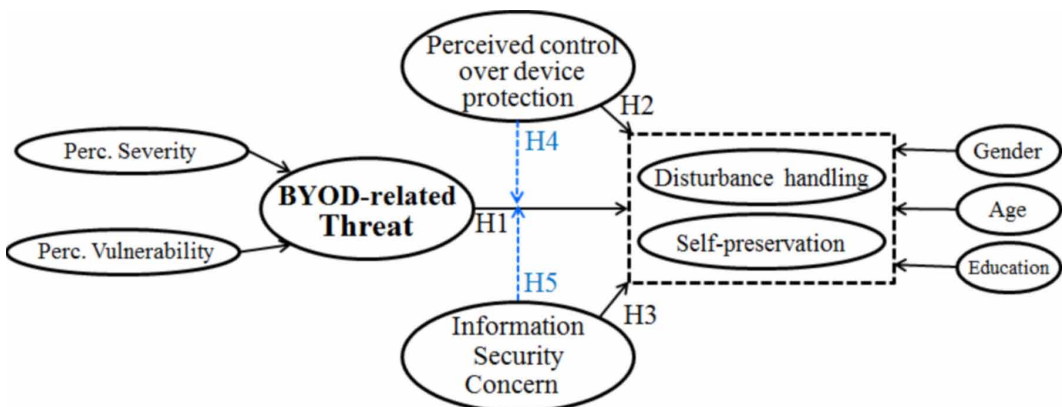 Perceived control
over device
protection
H2
H4
Perc. Severity
BYOD-related
Threat
Perc. Vulnerability
H1
H5
Disturbance handling
Self-preservation
Gender
Age
Education
H3
Information
Security
Concern